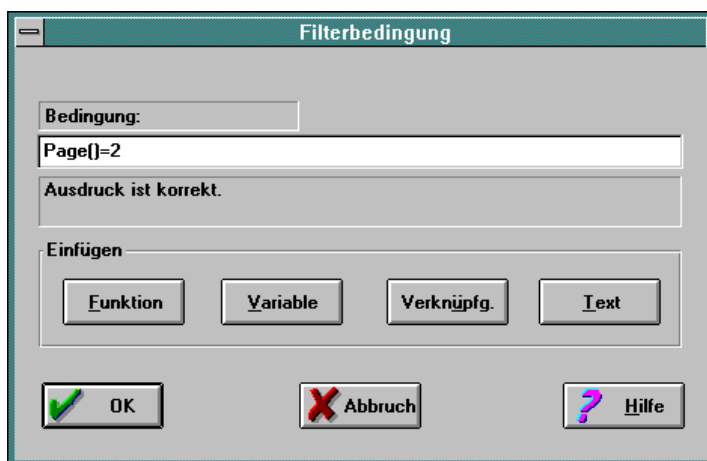 Filterbedingung
Bedingung:
Page()=2
Ausdruck ist korrekt.
Einfügen
Funktion Variable Verknüpfg. Text
OK Abbruch Hilfe